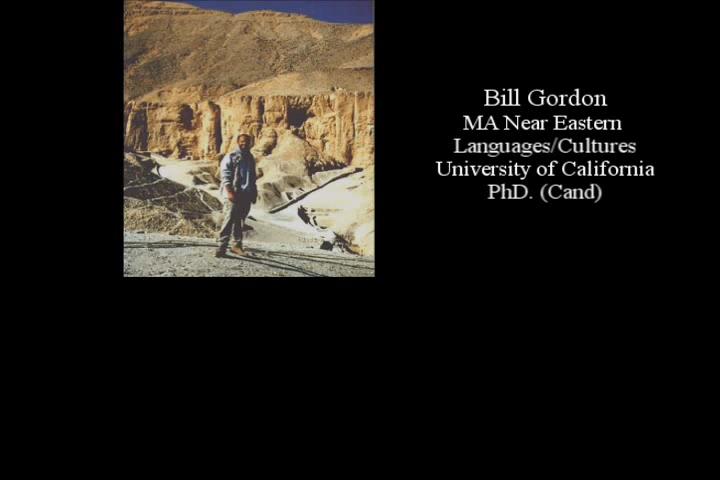 Bill Gordon
MA Near Eastern
Languages/Cultures
University of California
PhD. (Cand)